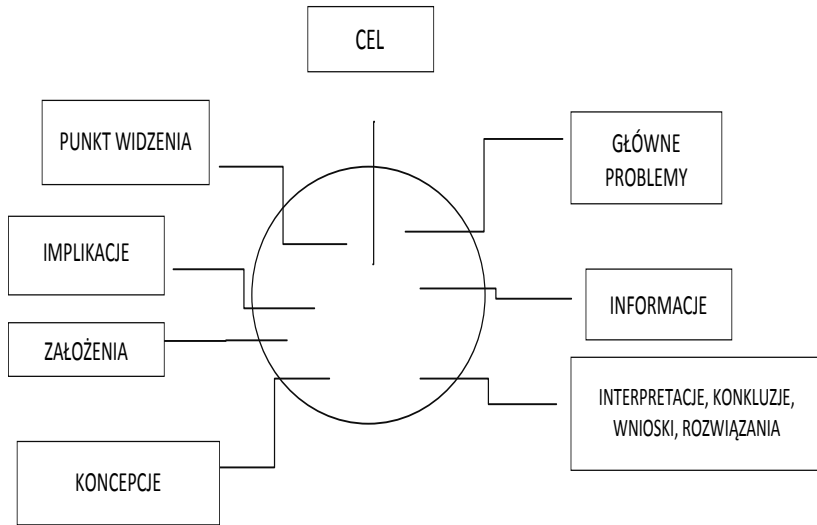 CEL
PUNKT WIDZENIA
GŁÓWNE
PROBLEMY
IMPLIKACJE
INFORMACJE
ZAŁOŻENIA
INTERPRETACJE, KONKLUZJE,
WNIOSKI, ROZWIĄZANIA
KONCEPCJE